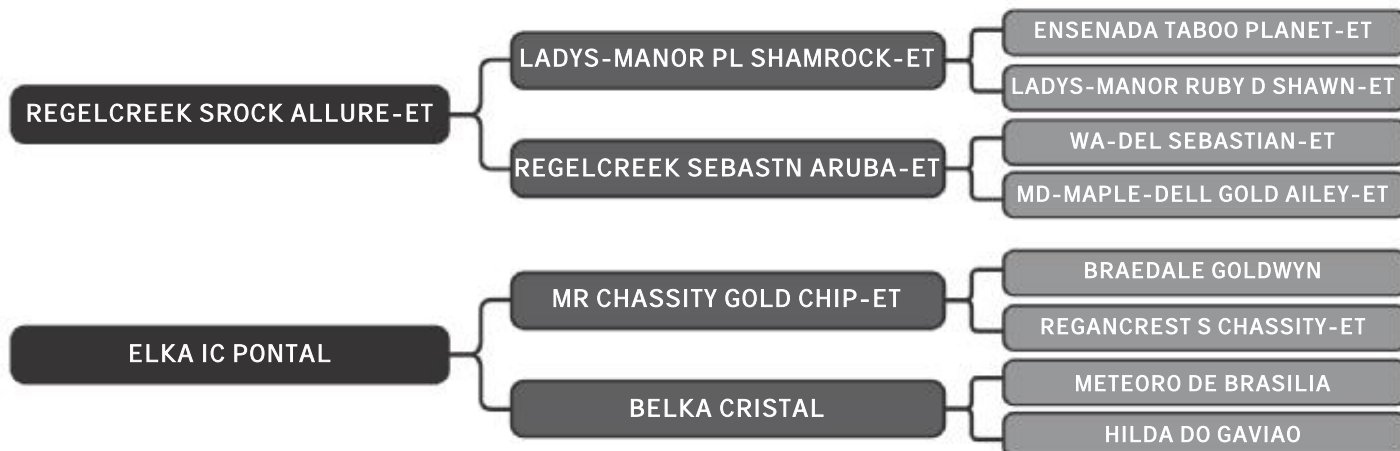 REGELCREEK SROCK ALLURE-ET
LADYS-MANOR PL SHAMROCK-ET
ENSENADA TABOO PLANET-ET
LADYS-MANOR RUBY D SHAWN-ET
REGELCREEK SEBASTN ARUBA-ET
WA-DEL SEBASTIAN-ET
MD-MAPLE-DELL GOLD AILEY-ET
ELKA IC PONTAL
MR CHASSITY GOLD CHIP-ET
BRAEDALE GOLDWYN
REGANCREST S CHASSITY-ET
BELKA CRISTAL
METEORO DE BRASILIA
HILDA DO GAVIAO